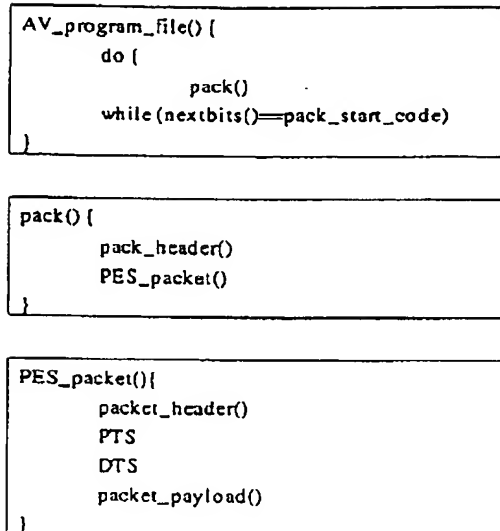 AV_program_file() {
do {
pack()
while (nextbits()==pack_start_code)
}
pack() {
pack_header()
PES_packet()
}
PES_packet(){
packet_header()
PTS
DTS
packet_payload()
}